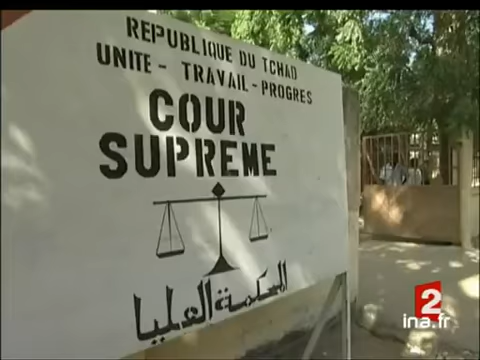 REPUBLIQUE DU TCHAD
UNITE - TRAVAIL - PROGRES
COUR
SUPREME
المحكمة العليا
2
ina.fr